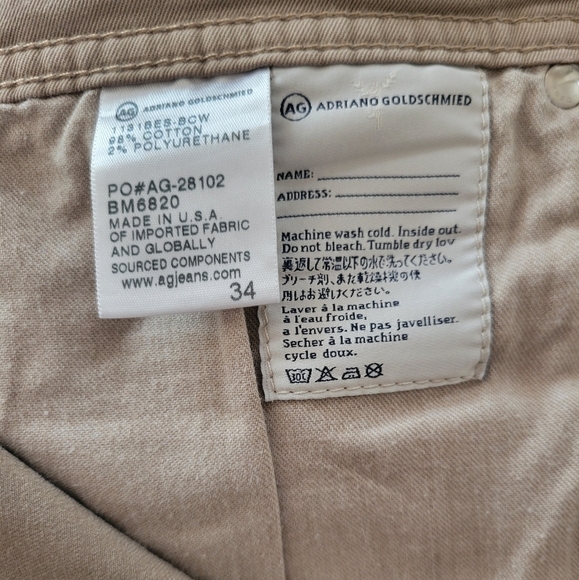 AG ADRIANO GOLDSCHMIED
1131BES-BCW
98% COTTON
2% POLYURETHANE
PO#AG-28102
BM6820
MADE IN U.S.A.
OF IMPORTED FABRIC
AND GLOBALLY
SOURCED COMPONENTS
www.agjeans.com
34
AG ADRIANO GOLDSCHMIED
NAME:
ADDRESS:
Machine wash cold. Inside out.
Do not bleach. Tumble dry low
裏返して常温以下の水で洗ってください。
ブリーチ剤、また乾燥機の使
用はお避けください。
Laver à la machine
à l'eau froide,
a l'envers. Ne pas javelliser.
Secher à la machine
cycle doux.
30C